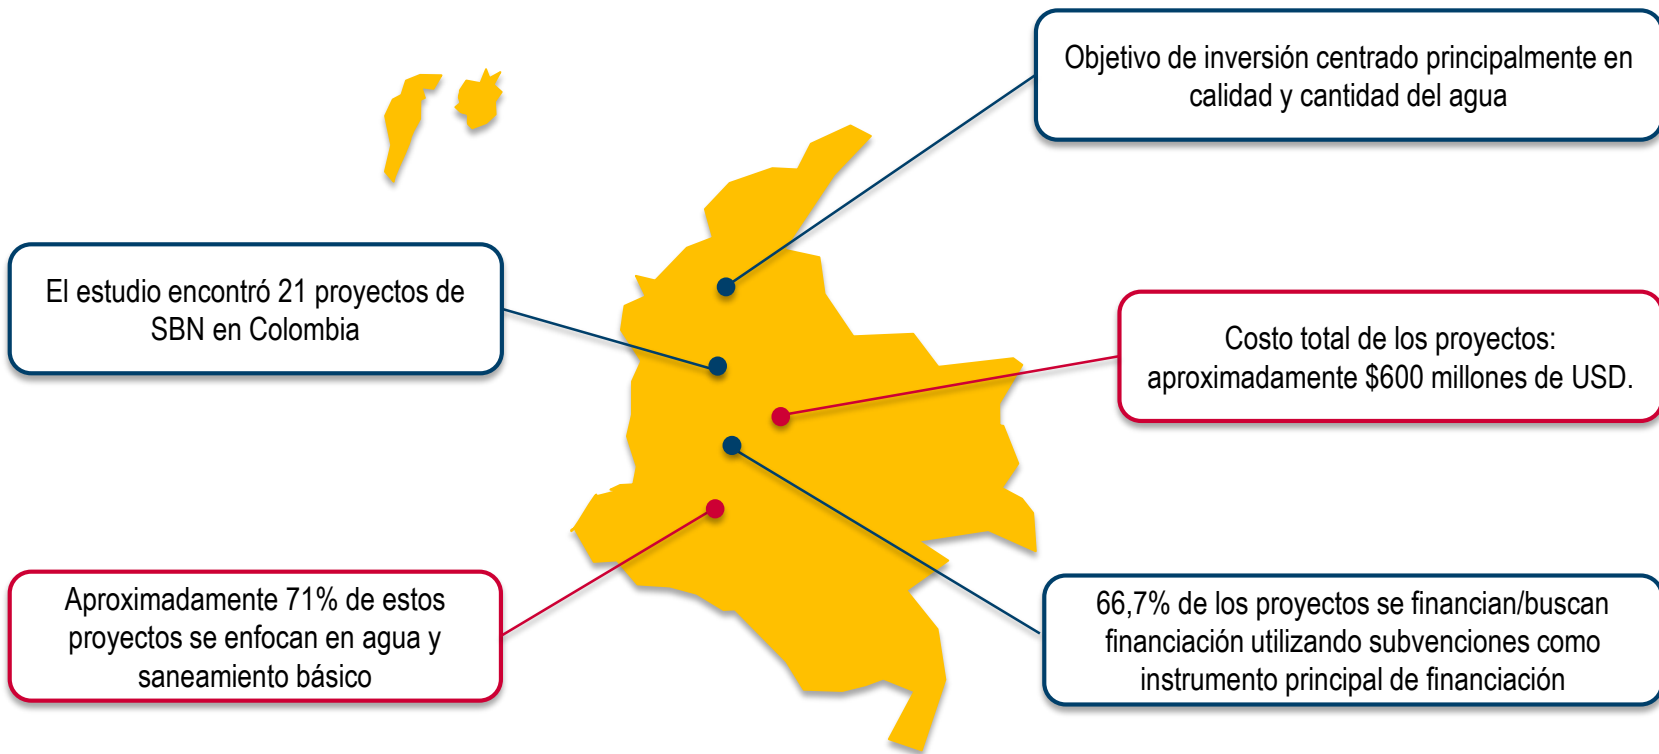 Objetivo de inversión centrado principalmente en
calidad y cantidad del agua
El estudio encontró 21 proyectos de
SBN en Colombia
Costo total de los proyectos:
aproximadamente $600 millones de USD.
Aproximadamente 71% de estos
proyectos se enfocan en agua y
saneamiento básico
66,7% de los proyectos se financian/buscan
financiación utilizando subvenciones como
instrumento principal de financiación